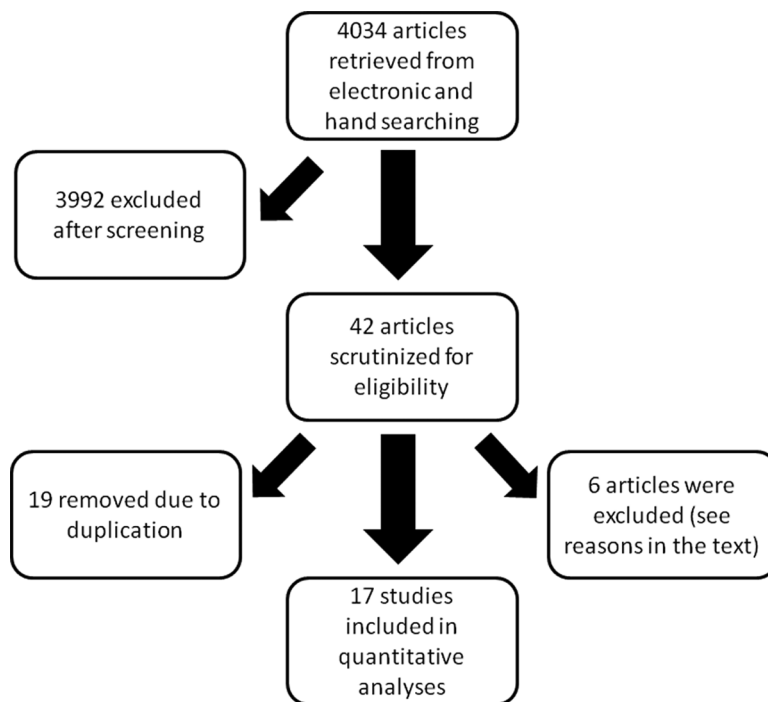 4034 articles
retrieved from
electronic and
hand searching
3992 excluded
after screening
42 articles
scrutinized for
eligibility
19 removed due to
duplication
6 articles were
excluded (see
reasons in the text)
17 studies
included in
quantitative
analyses